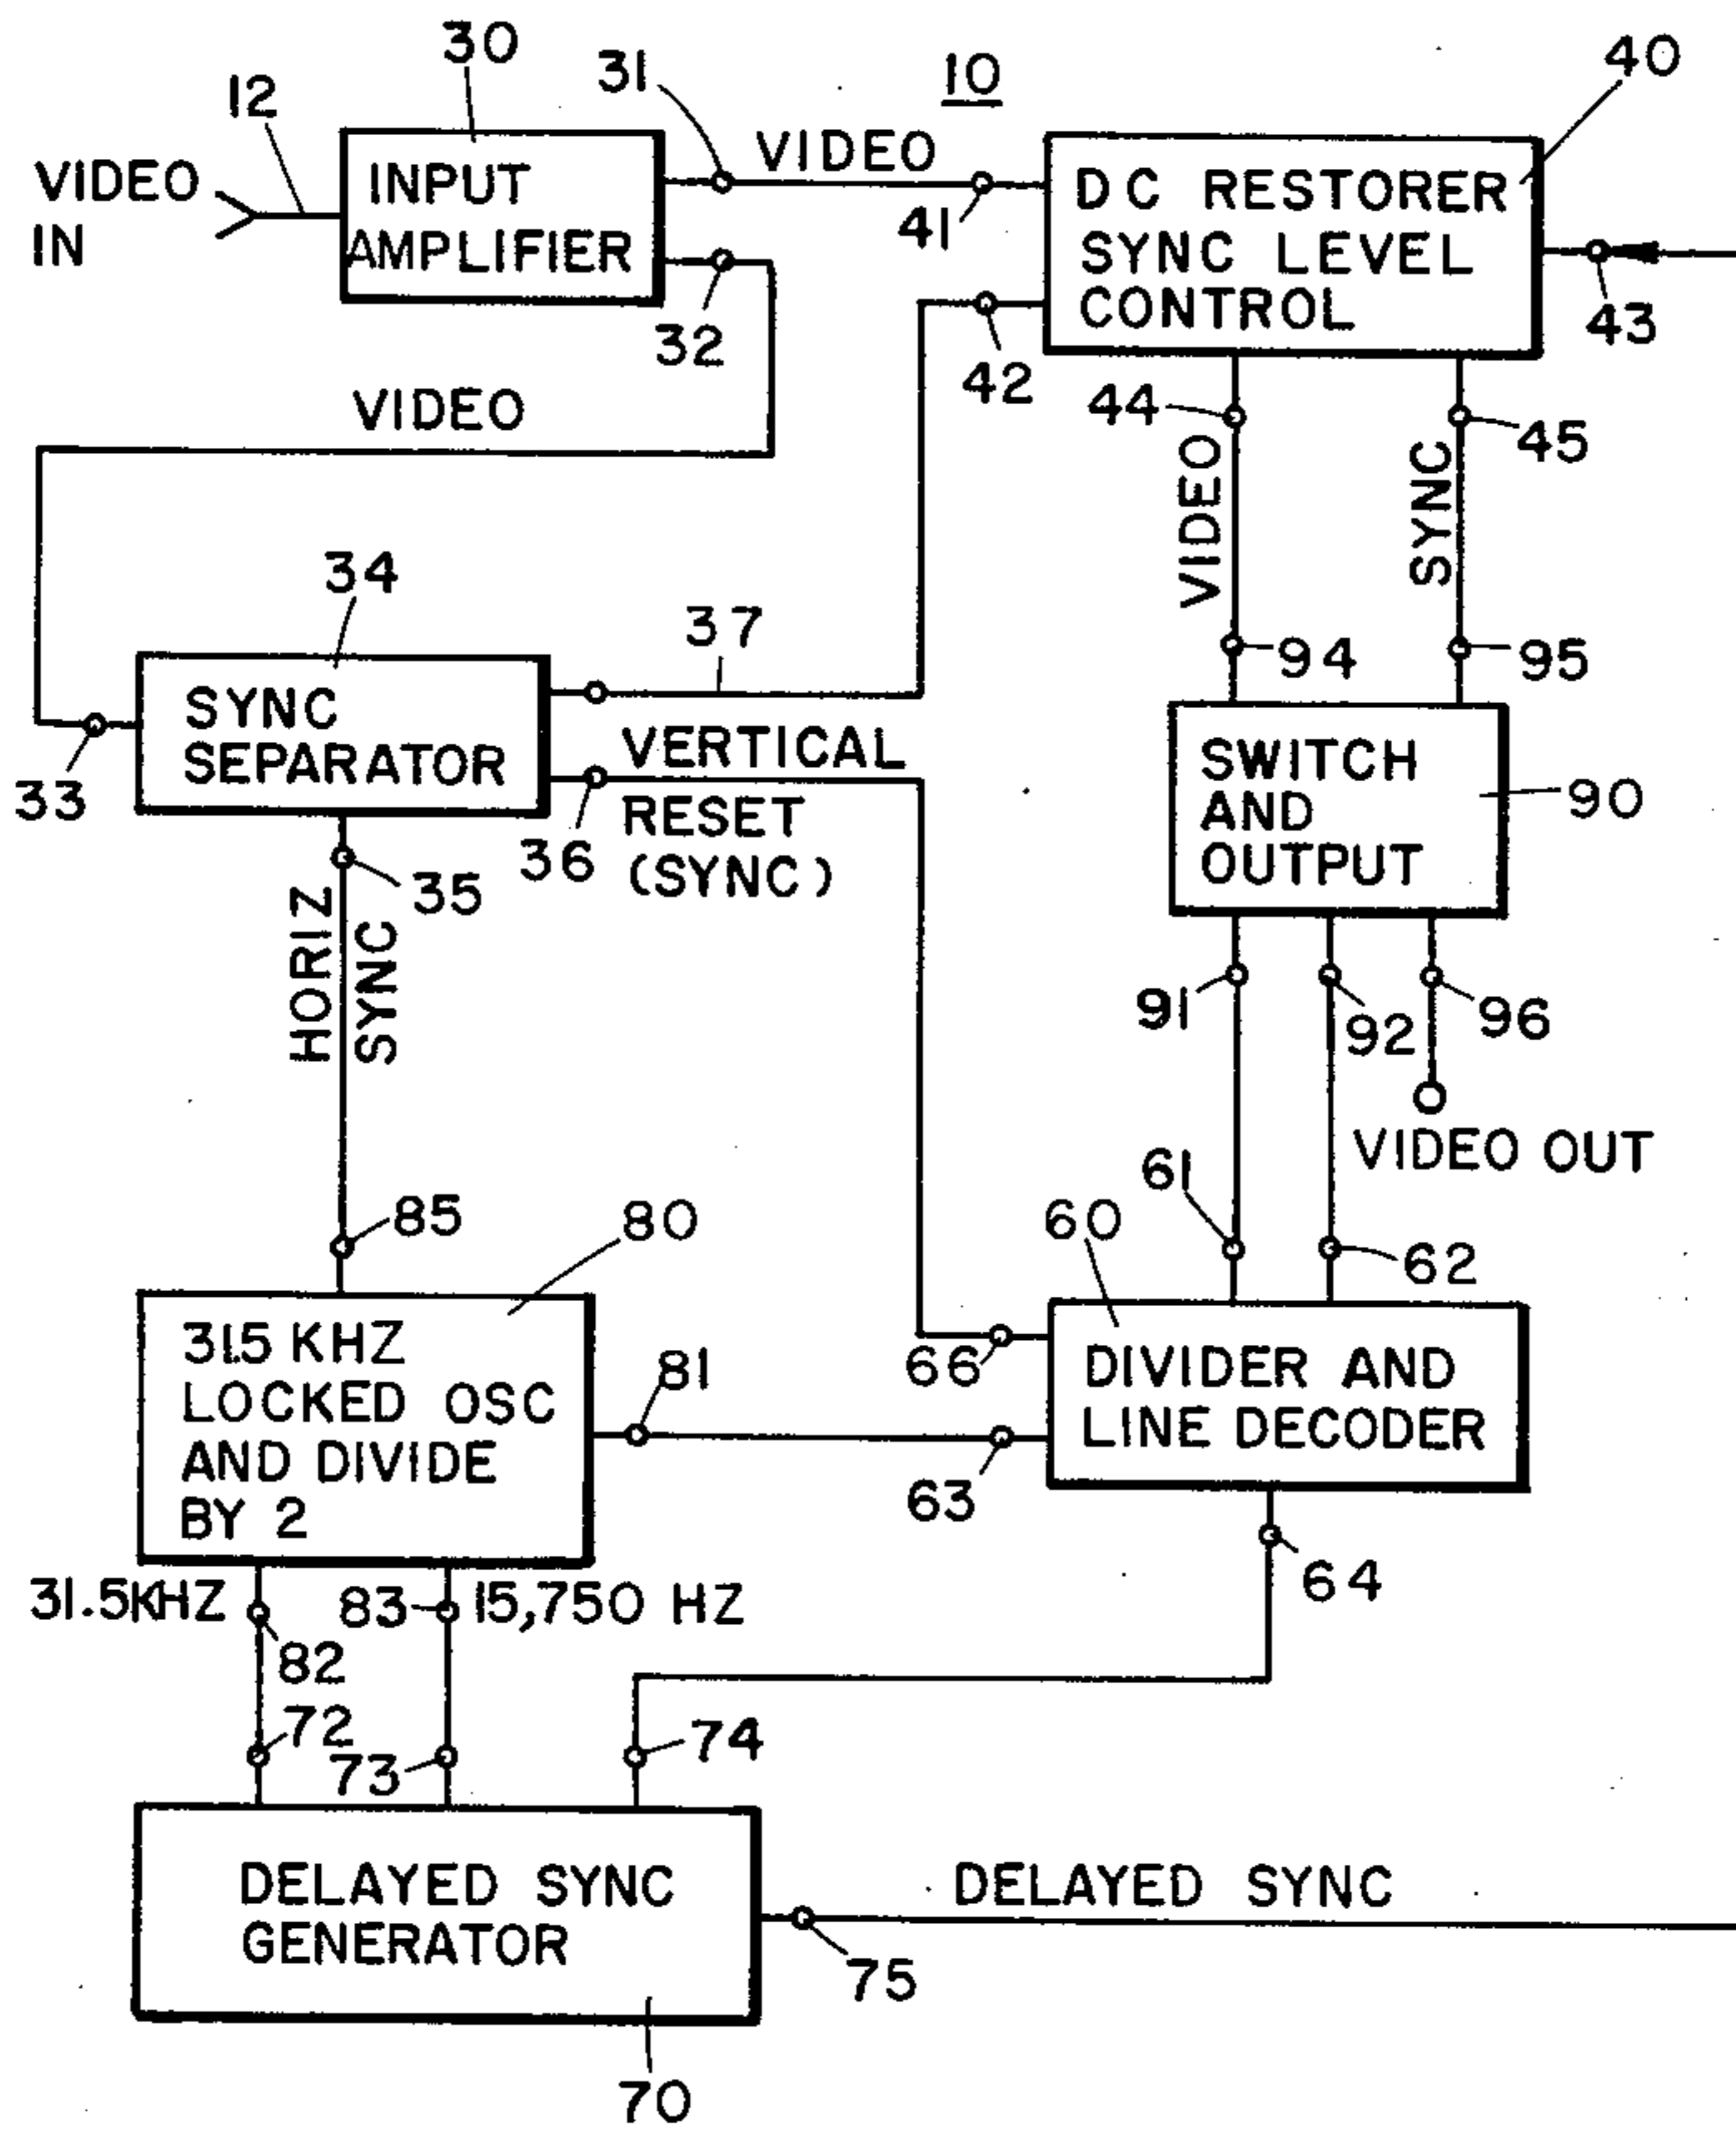 30
31
10
40
12
VIDEO
VIDEO
IN
INPUT
AMPLIFIER
41
DC RESTORER
SYNC LEVEL
CONTROL
43
32
42
VIDEO
44
45
VIDEO
SYNC
34
37
94
95
SYNC
SEPARATOR
33
VERTICAL
RESET
(SYNC)
36
35
SWITCH
AND
OUTPUT
90
HORIZ
SYNC
91
92
96
VIDEO OUT
61
85
80
60
62
31.5 KHZ
LOCKED OSC
AND DIVIDE
BY 2
81
66
63
DIVIDER AND
LINE DECODER
64
31.5KHZ
83
15,750 HZ
82
72
73
74
DELAYED SYNC
GENERATOR
DELAYED SYNC
75
70